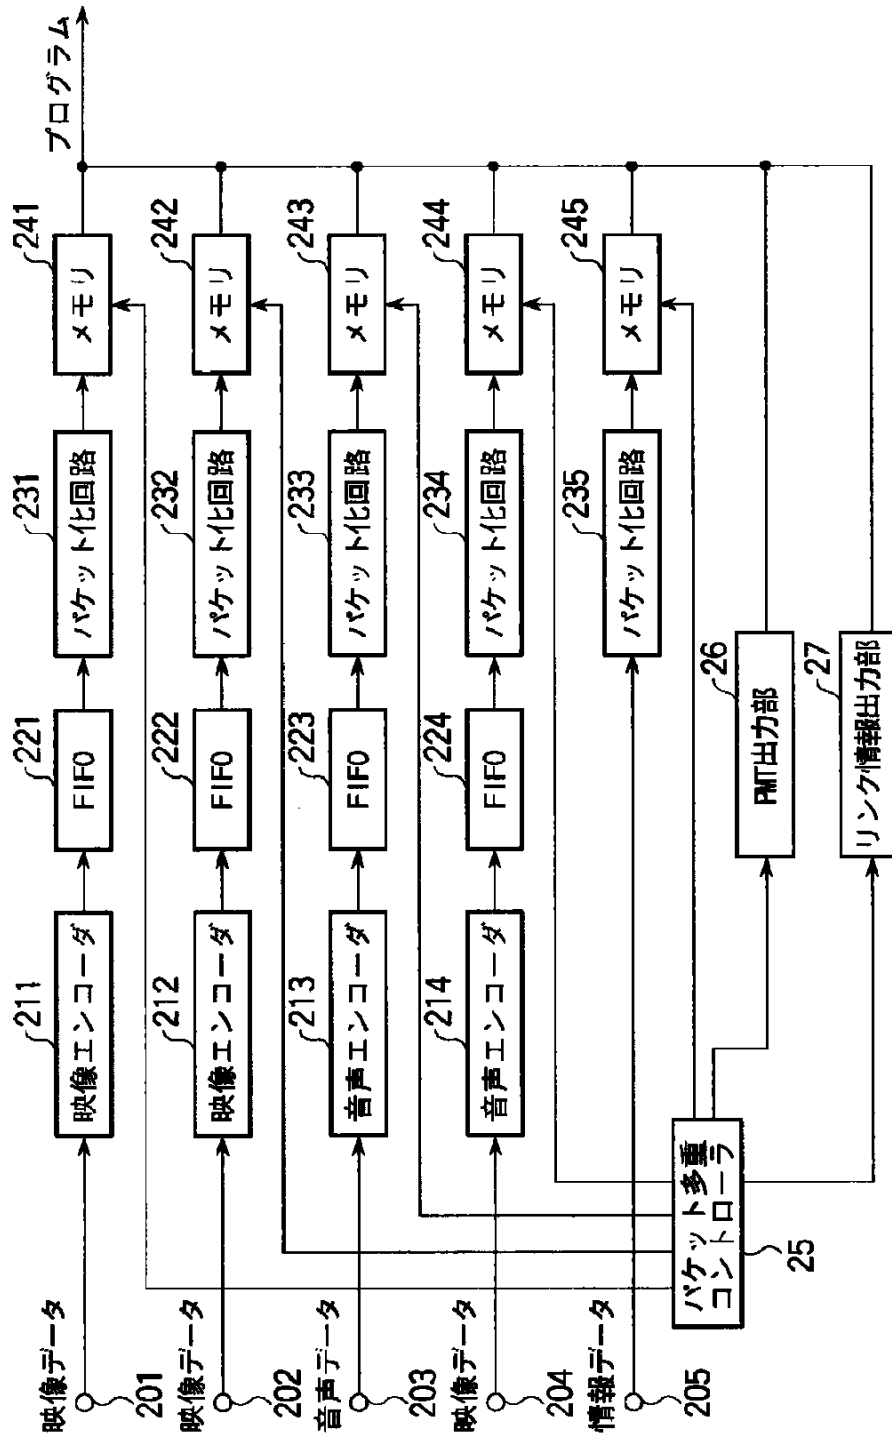 プログラム
映像データ
201
211
映像エンコーダ
221
FIFO
231
パケット化回路
241
メモリ
映像データ
202
212
映像エンコーダ
222
FIFO
232
パケット化回路
242
メモリ
音声データ
203
213
音声エンコーダ
223
FIFO
233
パケット化回路
243
メモリ
映像データ
204
214
音声エンコーダ
224
FIFO
234
パケット化回路
244
メモリ
情報データ
205
235
パケット化回路
245
メモリ
パケット多重
コントローラ
25
26
PMT出力部
27
リンク情報出力部